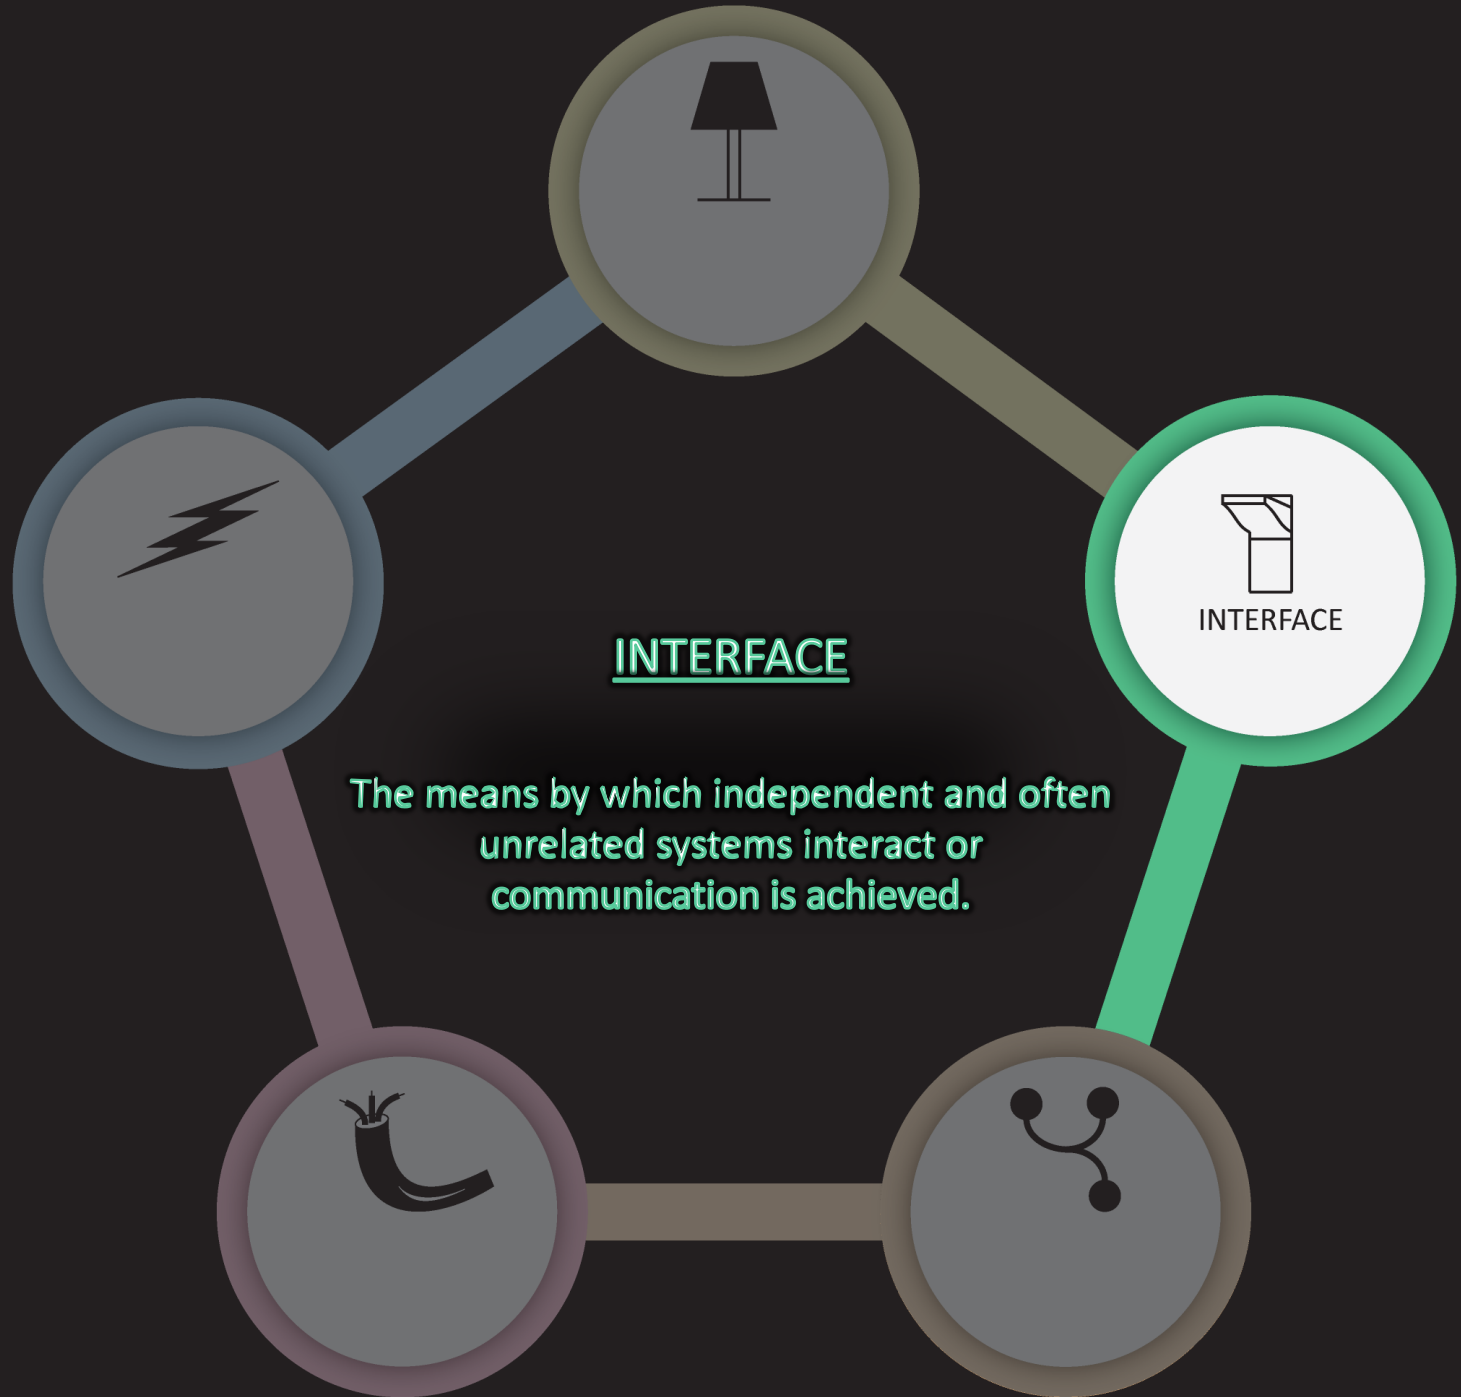 INTERFACE
INTERFACE
The means by which independent and often
unrelated systems interact or
communication is achieved.